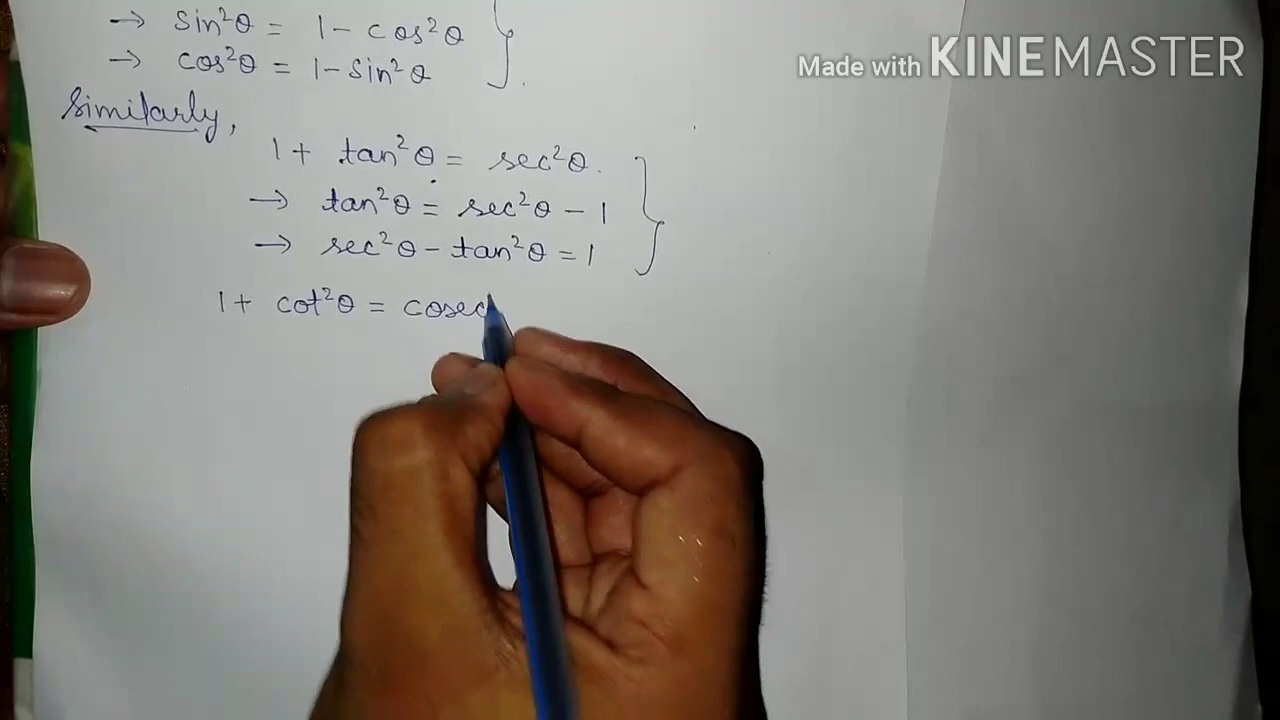 → sin²θ = 1 - cos²θ
→ cos²θ = 1 - sin²θ
Made with KINEMASTER
Similarly,
1 + tan²θ = sec²θ.
→ tan²θ = sec²θ - 1
→ sec²θ - tan²θ = 1
1 + cot²θ = cosec